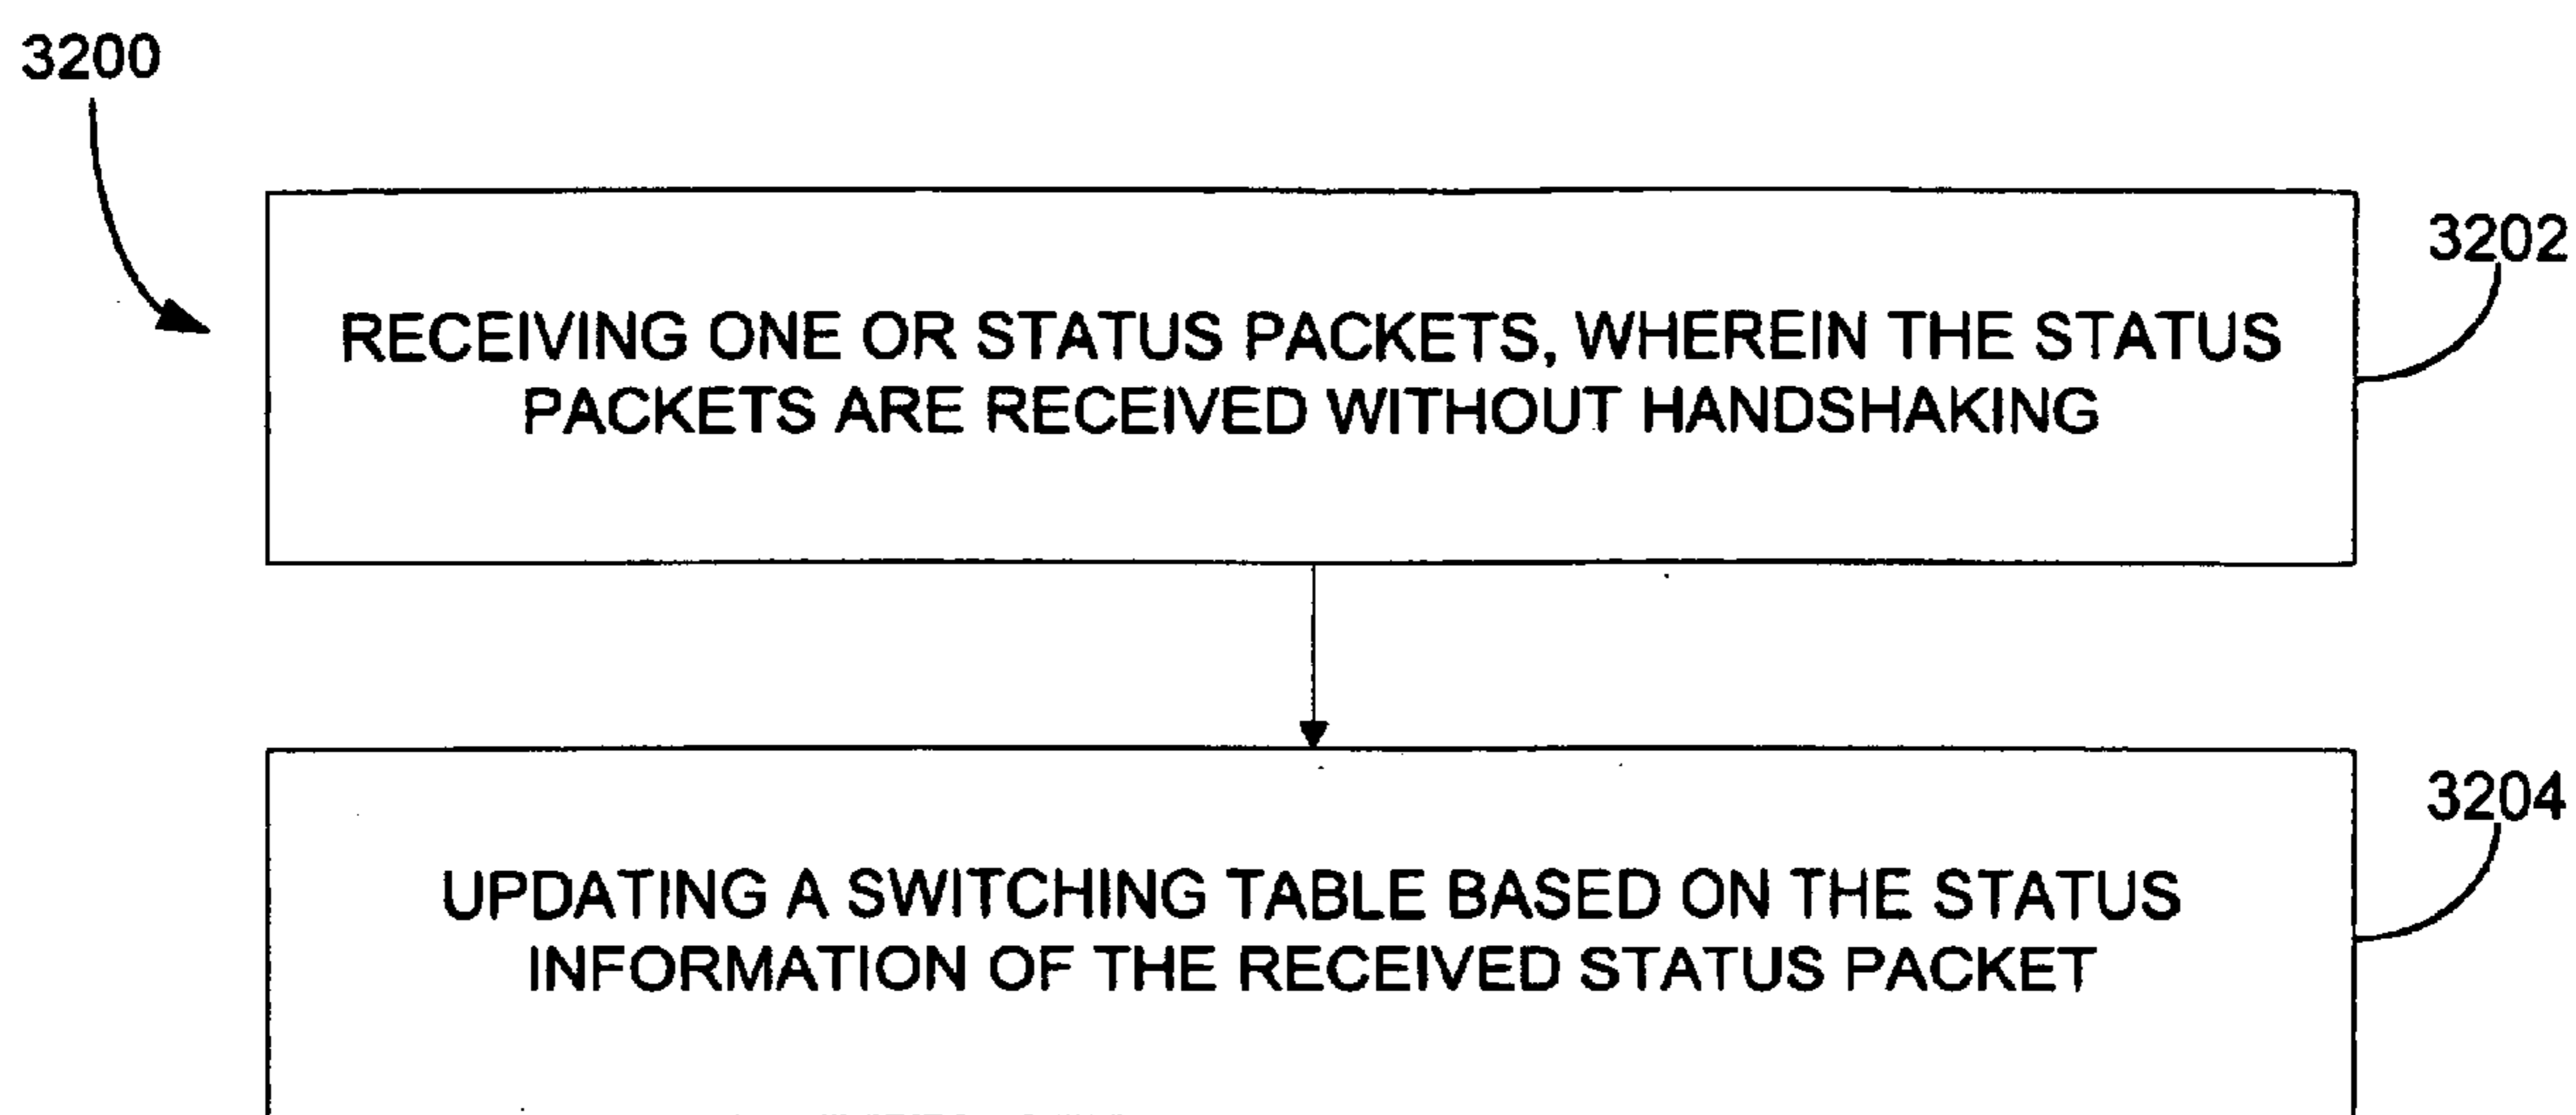 3200
3202
RECEIVING ONE OR STATUS PACKETS, WHEREIN THE STATUS
PACKETS ARE RECEIVED WITHOUT HANDSHAKING
3204
UPDATING A SWITCHING TABLE BASED ON THE STATUS
INFORMATION OF THE RECEIVED STATUS PACKET